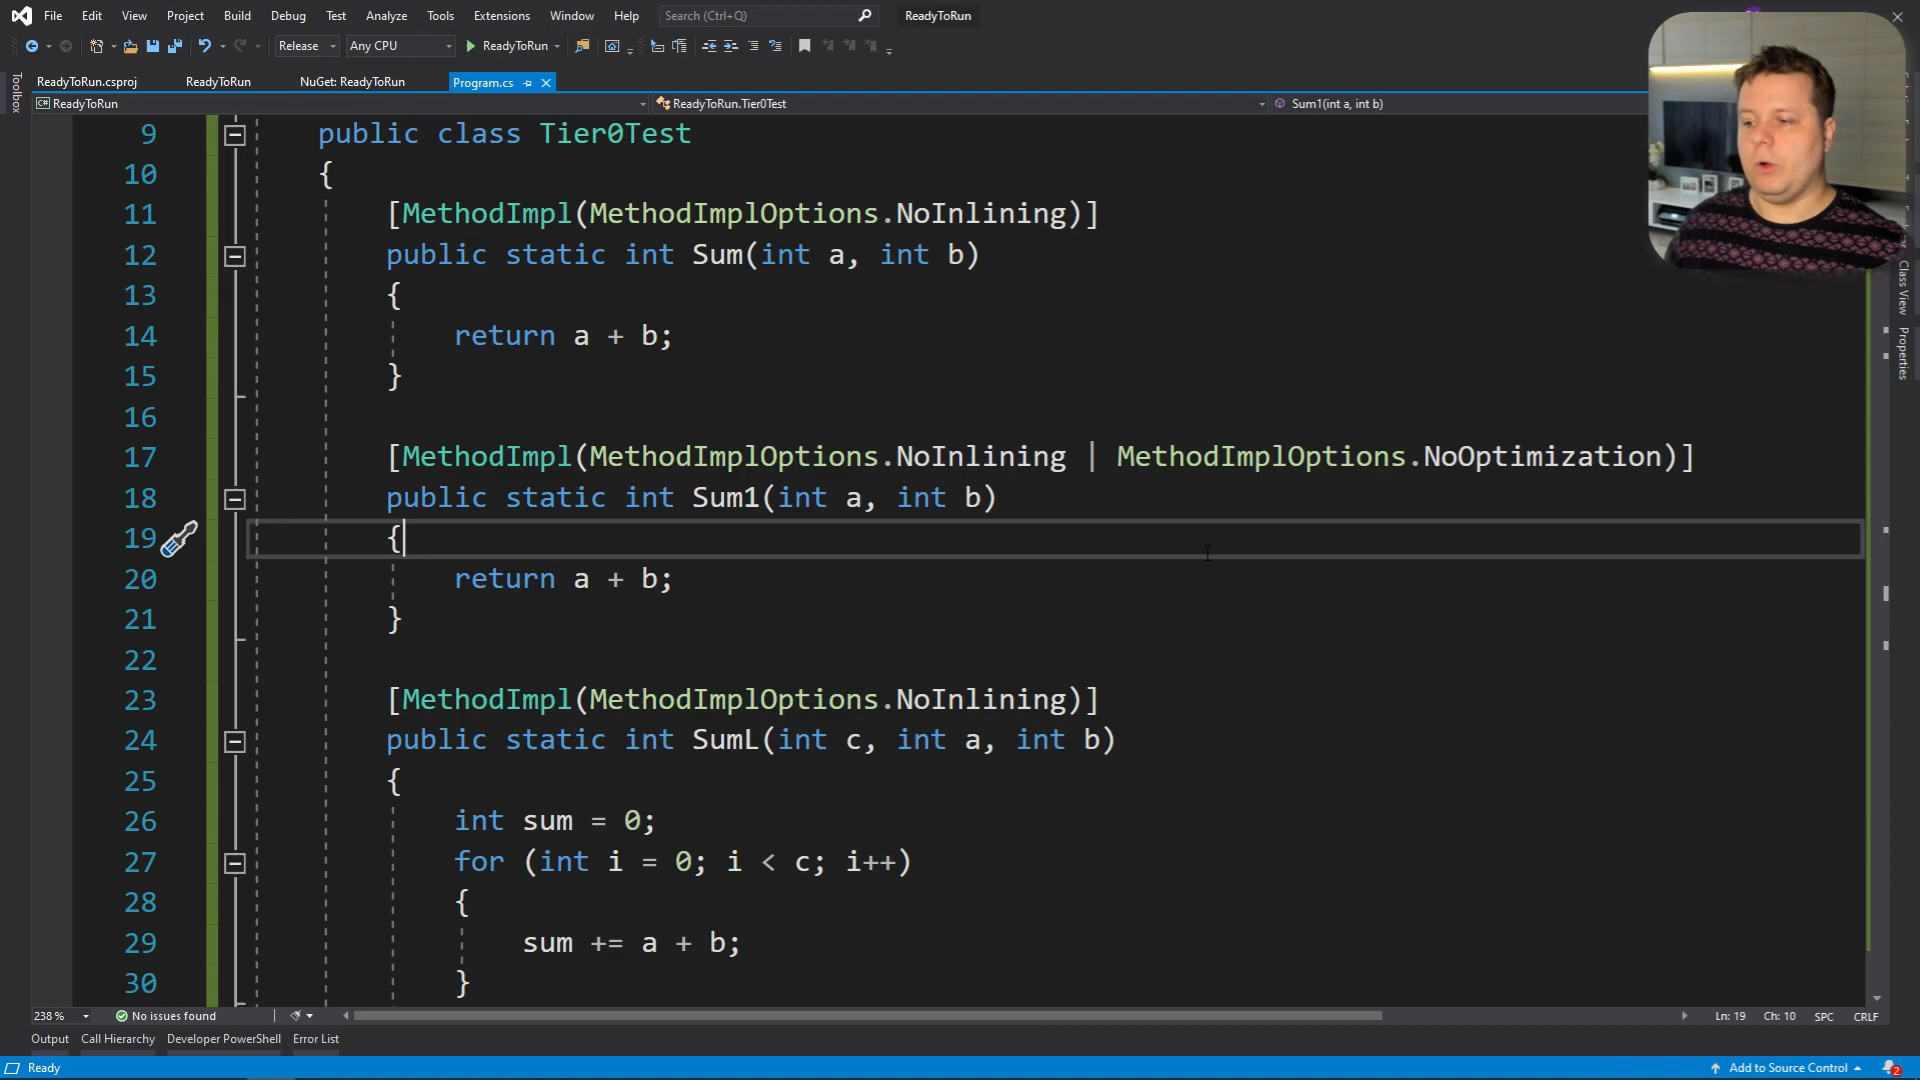 File Edit View Project Build Debug Test Analyze Tools Extensions Window Help Search (Ctrl+Q) ReadyToRun
Release Any CPU ReadyToRun
ReadyToRun.csproj ReadyToRun NuGet: ReadyToRun Program.cs
C# ReadyToRun ReadyToRun.Tier0Test Sum1(int a, int b)
Toolbox
9 public class Tier0Test
10 {
11 [MethodImpl(MethodImplOptions.NoInlining)]
12 public static int Sum(int a, int b)
13 {
14 return a + b;
15 }
16
17 [MethodImpl(MethodImplOptions.NoInlining | MethodImplOptions.NoOptimization)]
18 public static int Sum1(int a, int b)
19 {
20 return a + b;
21 }
22
23 [MethodImpl(MethodImplOptions.NoInlining)]
24 public static int SumL(int c, int a, int b)
25 {
26 int sum = 0;
27 for (int i = 0; i < c; i++)
28 {
29 sum += a + b;
30 }
Class View
Properties
238 % No issues found Ln: 19 Ch: 10 SPC CRLF
Output Call Hierarchy Developer PowerShell Error List
Ready Add to Source Control 2